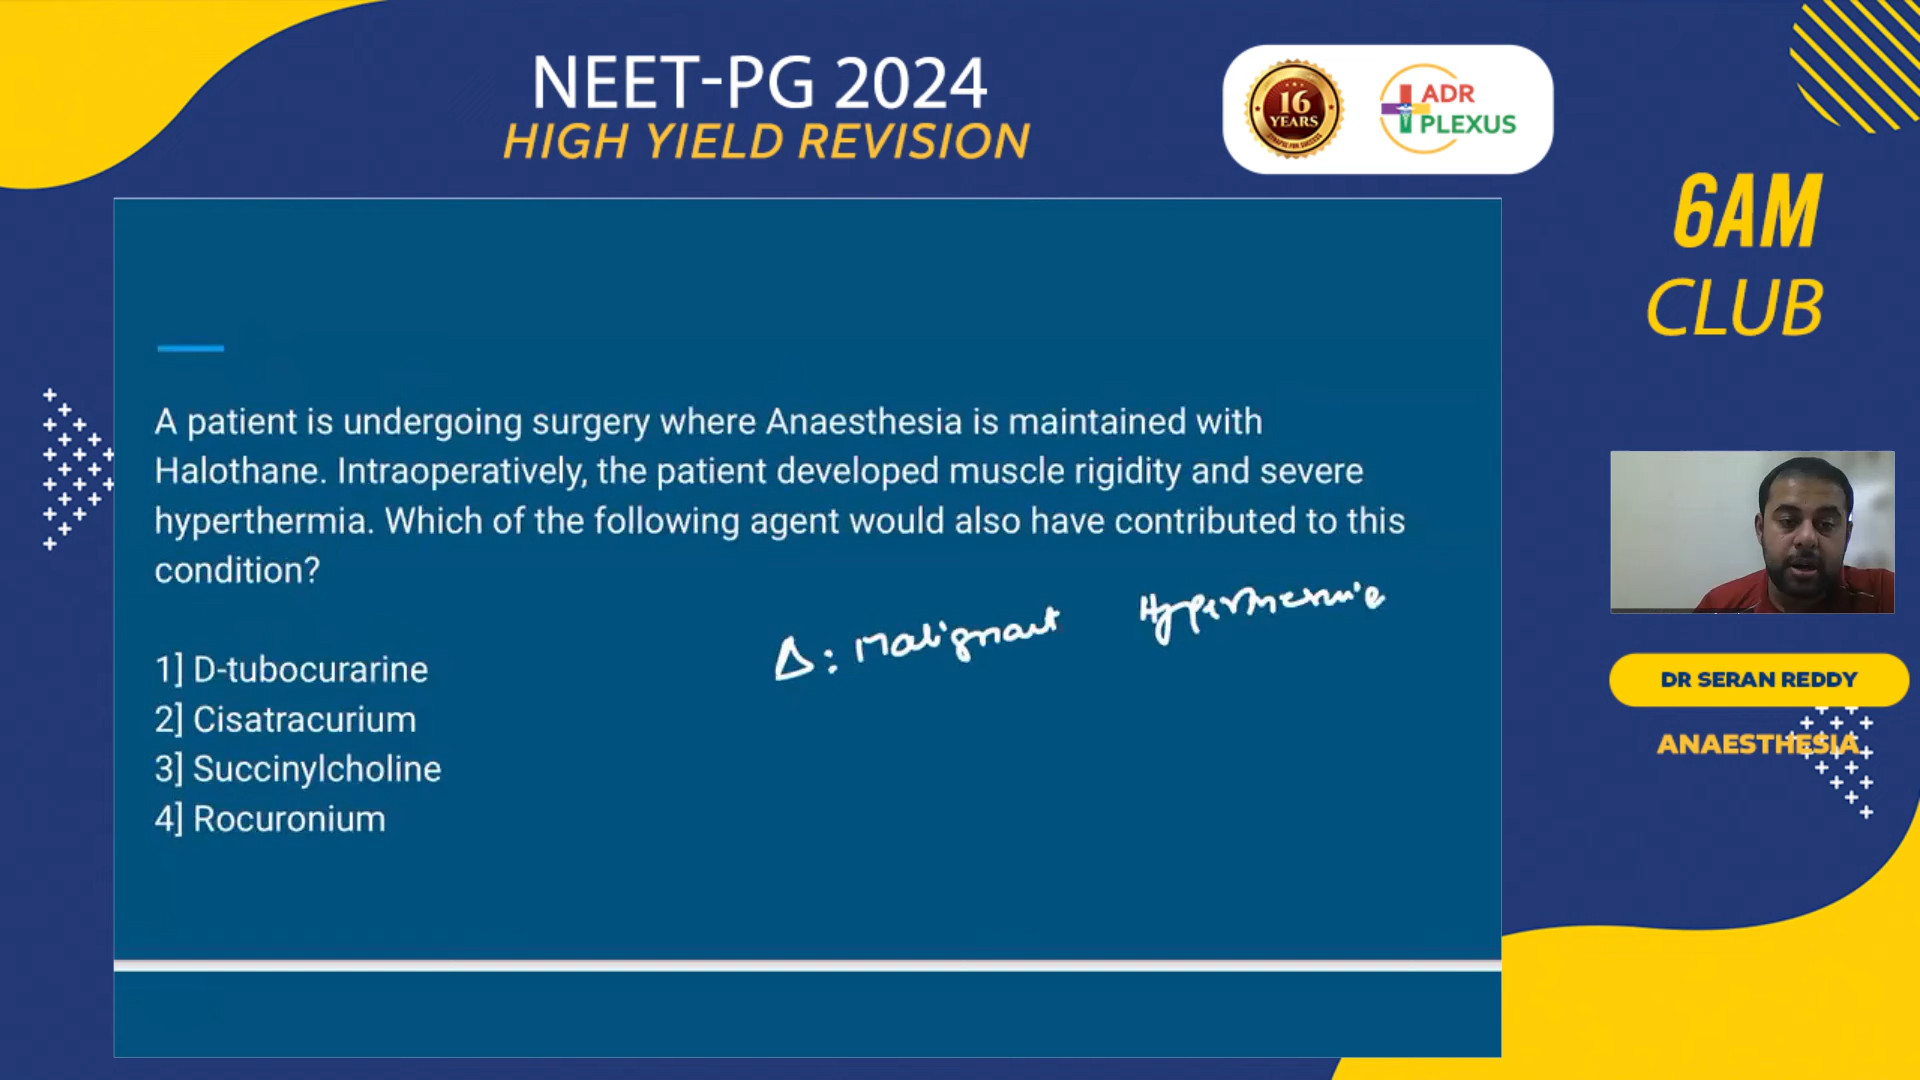 NEET-PG 2024
HIGH YIELD REVISION
16
YEARS
ADR
PLEXUS
6AM
CLUB
A patient is undergoing surgery where Anaesthesia is maintained with
Halothane. Intraoperatively, the patient developed muscle rigidity and severe
hyperthermia. Which of the following agent would also have contributed to this
condition?
Δ: Malignant Hyperthermia
1] D-tubocurarine
2] Cisatracurium
3] Succinylcholine
4] Rocuronium
DR SERAN REDDY
ANAESTHESIA